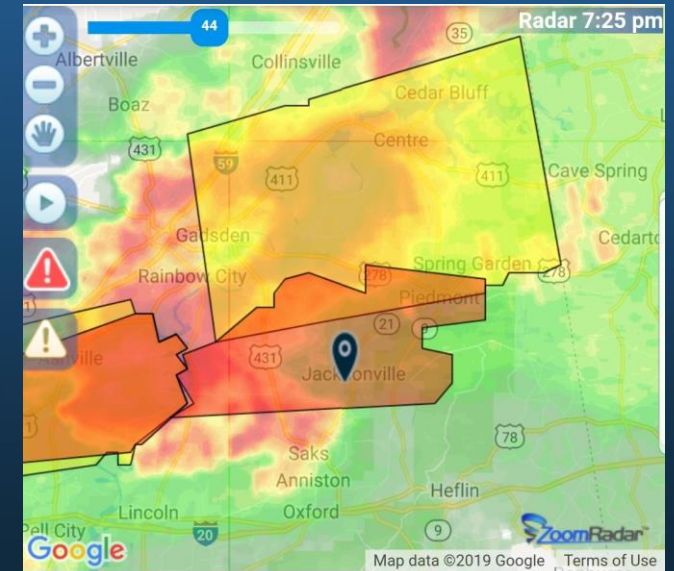 44
Radar 7:25 pm
35
Albertville
Collinsville
Boaz
Cedar Bluff
431
Centre
59
411
411
Cave Spring
Gadsden
Rainbow City
278
Spring Garden
278
Piedmont
21
9
431
Jacksonville
78
Saks
Anniston
Heflin
Lincoln
Oxford
Pell City
20
9
ZoomRadar
Google
Map data ©2019 Google
Terms of Use